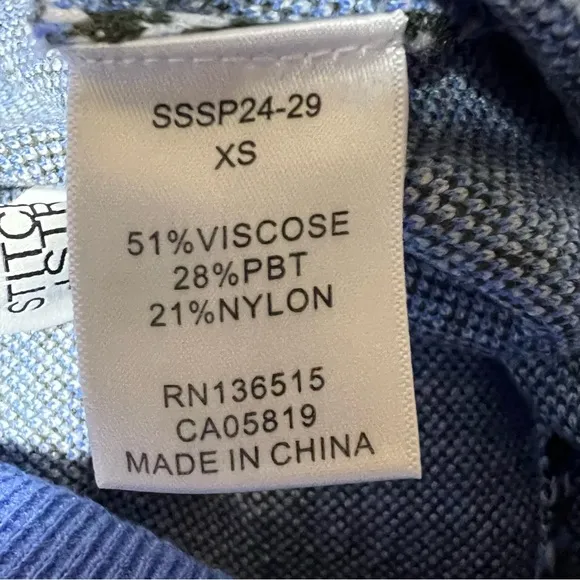 SSSP24-29
XS
51%VISCOSE
28%PBT
21%NYLON
RN136515
CA05819
MADE IN CHINA